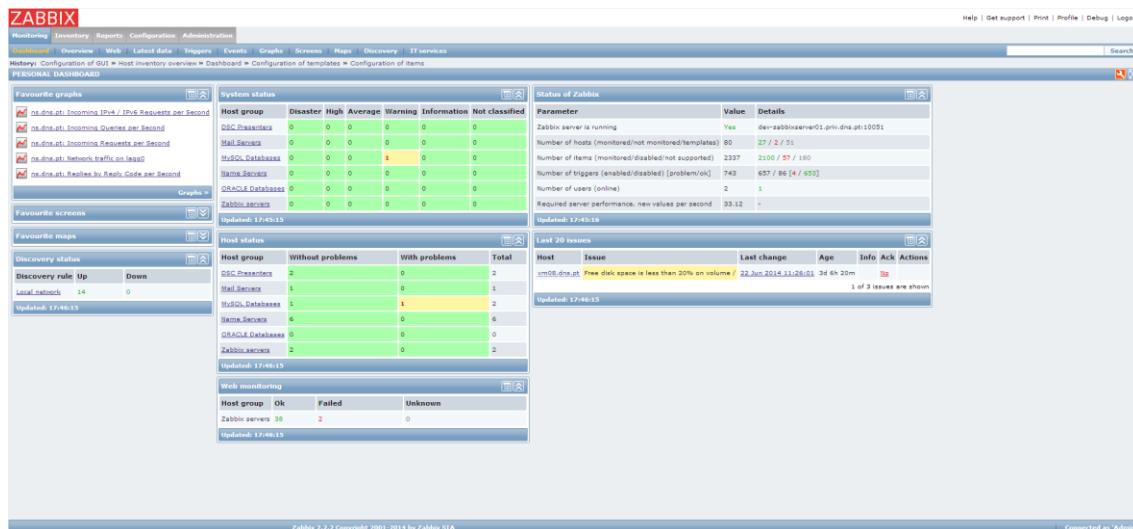 ZABBIX
Help | Get support | Print | Profile | Debug | Logo
Monitoring Inventory Reports Configuration Administration
Dashboard Overview Web Latest data Triggers Events Graphs Screens Maps Discovery IT services
Search
History: Configuration of GUI » Host inventory overview » Dashboard » Configuration of templates » Configuration of items
PERSONAL DASHBOARD
Favourite graphs
ns.dns.pt: Incoming IPv4 / IPv6 Requests per Second
ns.dns.pt: Incoming Queries per Second
ns.dns.pt: Incoming Requests per Second
ns.dns.pt: Network traffic on lagg0
ns.dns.pt: Replies by Reply Code per Second
Graphs »
Favourite screens
Favourite maps
Discovery status
Discovery rule Up Down
Local network 14 0
Updated: 17:46:15
System status
Host group Disaster High Average Warning Information Not classified
DSC Presenters 0 0 0 0 0 0
Mail Servers 0 0 0 0 0 0
MySQL Databases 0 0 0 1 0 0
Name Servers 0 0 0 0 0 0
ORACLE Databases 0 0 0 0 0 0
Zabbix servers 0 0 0 0 0 0
Updated: 17:45:15
Host status
Host group Without problems With problems Total
DSC Presenters 2 0 2
Mail Servers 1 0 1
MySQL Databases 1 1 2
Name Servers 6 0 6
ORACLE Databases 0 0 0
Zabbix servers 2 0 2
Updated: 17:46:15
Web monitoring
Host group Ok Failed Unknown
Zabbix servers 38 2 0
Updated: 17:46:15
Status of Zabbix
Parameter Value Details
Zabbix server is running Yes dev-zabbixserver01.priv.dns.pt:10051
Number of hosts (monitored/not monitored/templates) 80 27 / 2 / 51
Number of items (monitored/disabled/not supported) 2337 2100 / 57 / 180
Number of triggers (enabled/disabled) [problem/ok] 743 657 / 86 [4 / 653]
Number of users (online) 2 1
Required server performance, new values per second 33.12 -
Updated: 17:45:16
Last 20 issues
Host Issue Last change Age Info Ack Actions
vm08.dns.pt Free disk space is less than 20% on volume / 22 Jun 2014 11:26:01 3d 6h 20m No
1 of 3 issues are shown
Updated: 17:46:15
Zabbix 2.2.2 Copyright 2001-2014 by Zabbix SIA
Connected as 'Admi